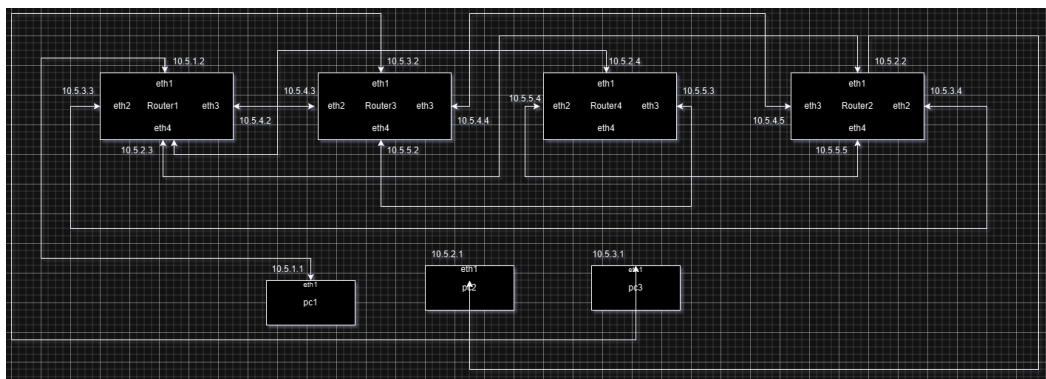 10.5.1.2
10.5.3.2
10.5.2.4
10.5.2.2
eth1
eth1
eth1
eth1
10.5.3.3
10.5.4.3
10.5.5.3
10.5.3.4
10.5.5.4
eth2 Router1 eth3
eth2 Router3 eth3
eth2 Router4 eth3
eth3 Router2 eth2
10.5.4.2
10.5.4.4
10.5.4.5
eth4
eth4
eth4
eth4
10.5.2.3
10.5.5.2
10.5.5.5
10.5.2.1
10.5.3.1
10.5.1.1
eth1
eth1
eth1
pc1
pc2
pc3